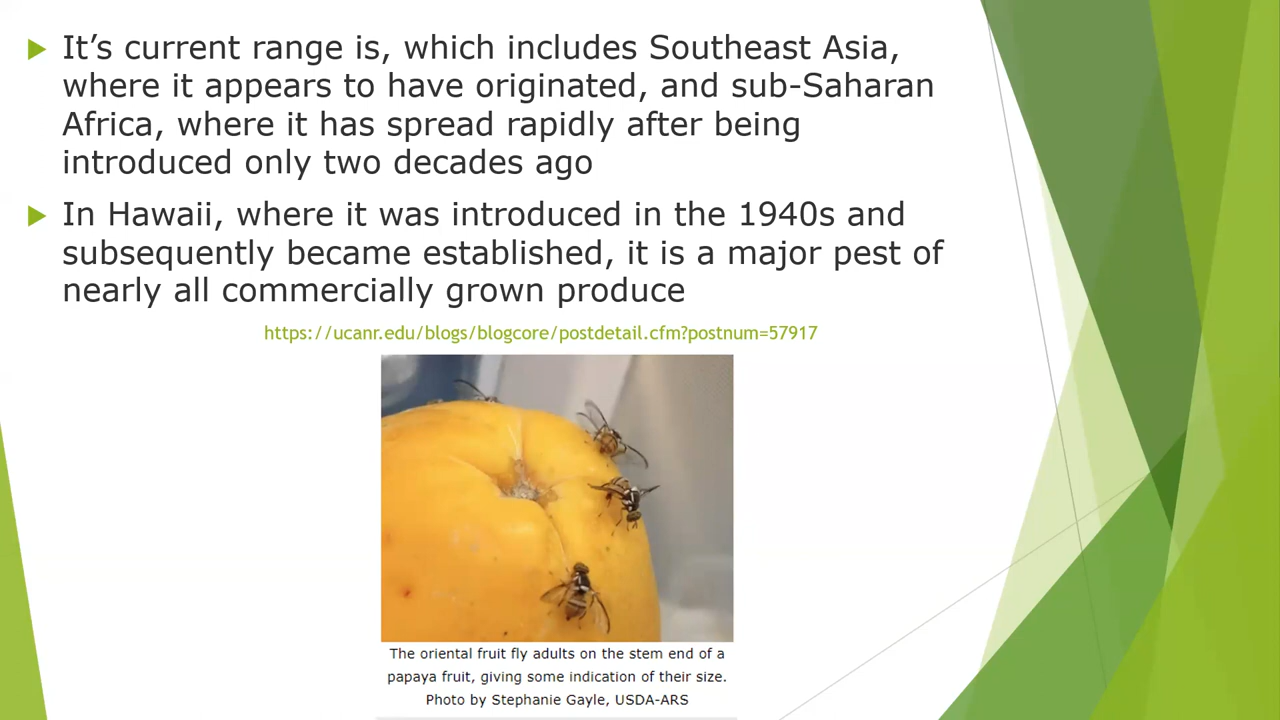 It’s current range is, which includes Southeast Asia,
where it appears to have originated, and sub-Saharan
Africa, where it has spread rapidly after being
introduced only two decades ago
In Hawaii, where it was introduced in the 1940s and
subsequently became established, it is a major pest of
nearly all commercially grown produce
https://ucanr.edu/blogs/blogcore/postdetail.cfm?postnum=57917
The oriental fruit fly adults on the stem end of a
papaya fruit, giving some indication of their size.
Photo by Stephanie Gayle, USDA-ARS